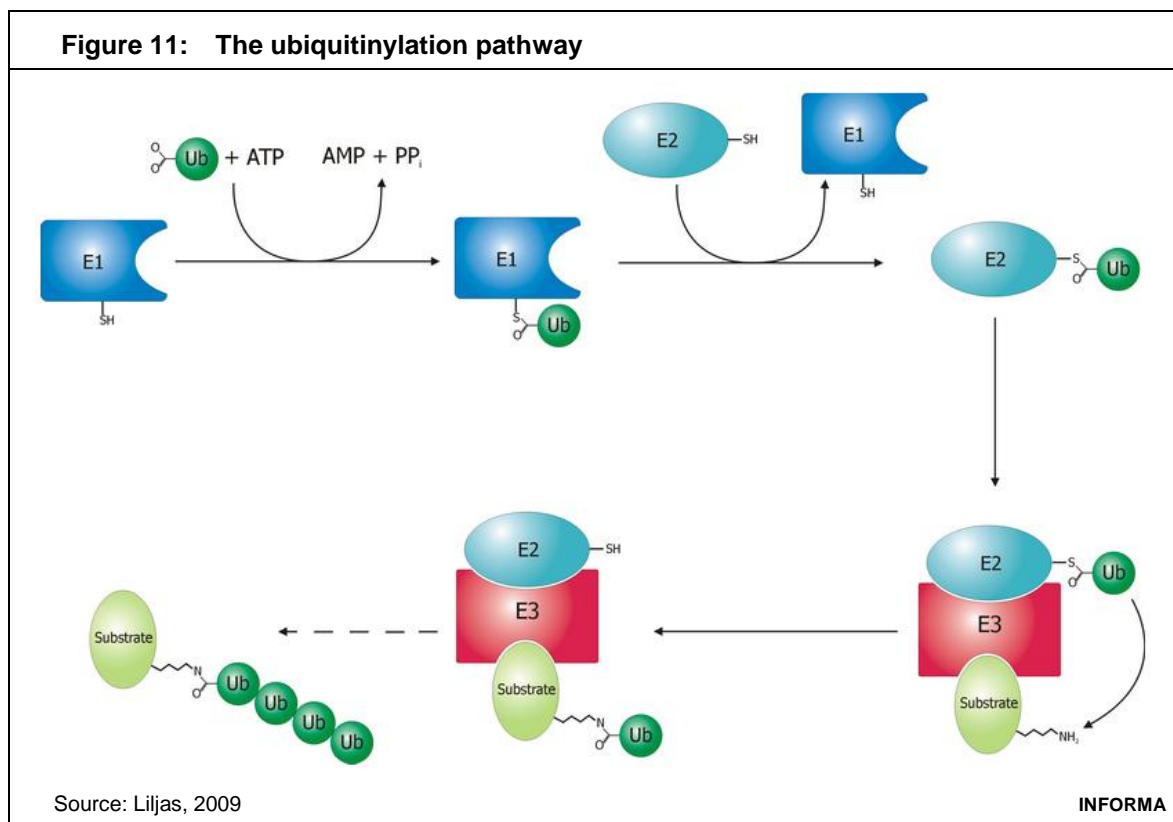 Figure 11: The ubiquitinylation pathway
O
O
Ub + ATP
AMP + PPi
E2
SH
E1
SH
E1
SH
E1
S
O
Ub
E2
S
O
Ub
E2
SH
E3
Substrate
N
O
Ub
E2
S
O
Ub
E3
Substrate
NH2
Substrate
N
O
Ub
Ub
Ub
Ub
Source: Liljas, 2009
INFORMA